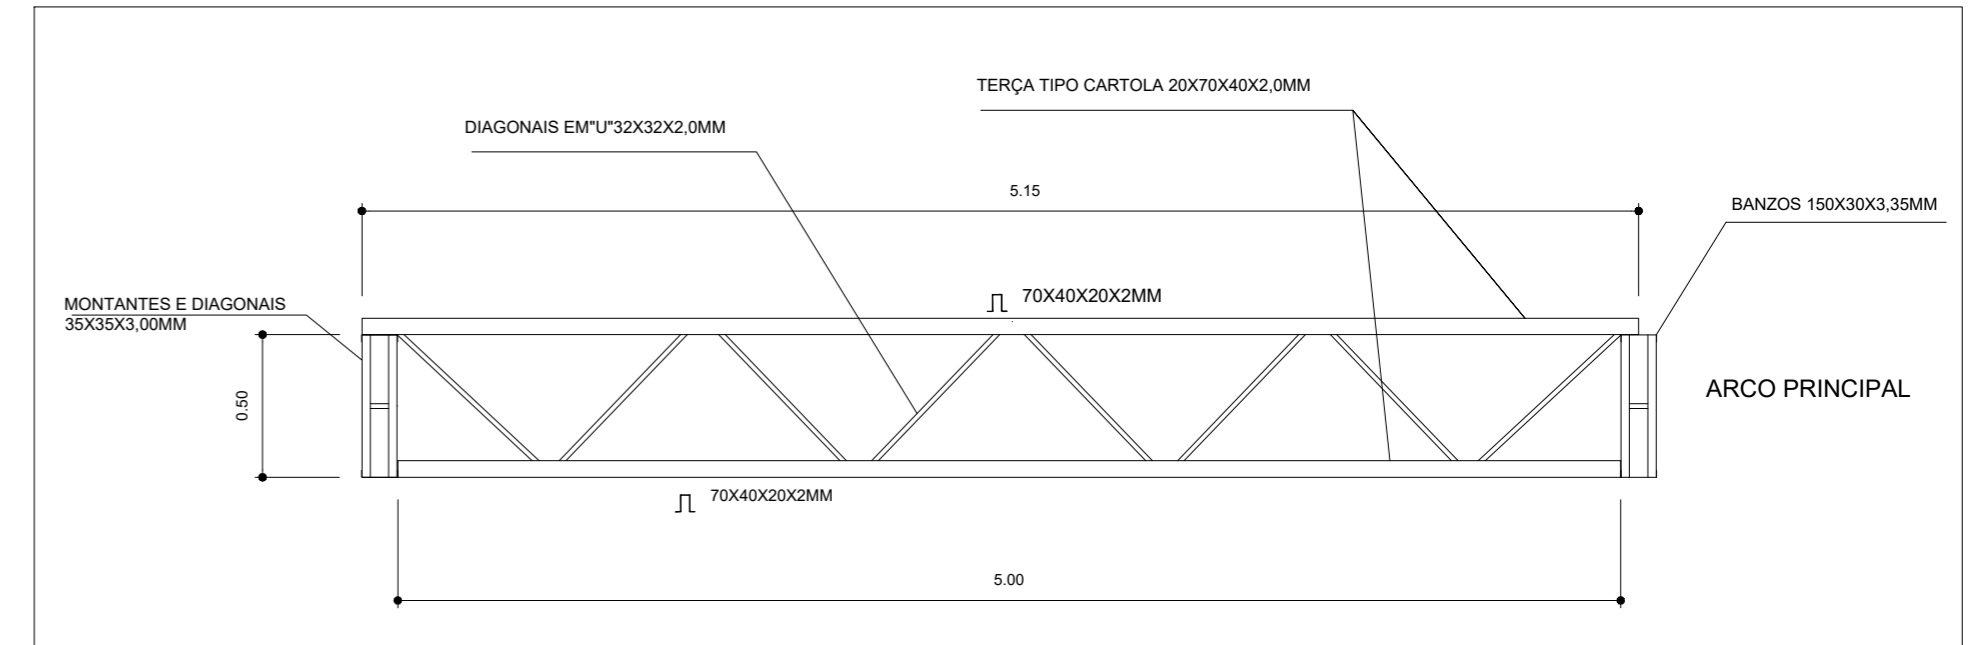 TERÇA TIPO CARTOLA 20X70X40X2,0MM
DIAGONAIS EM"U"32X32X2,0MM
5.15
BANZOS 150X30X3,35MM
MONTANTES E DIAGONAIS
35X35X3,00MM
70X40X20X2MM
0.50
ARCO PRINCIPAL
70X40X20X2MM
5.00